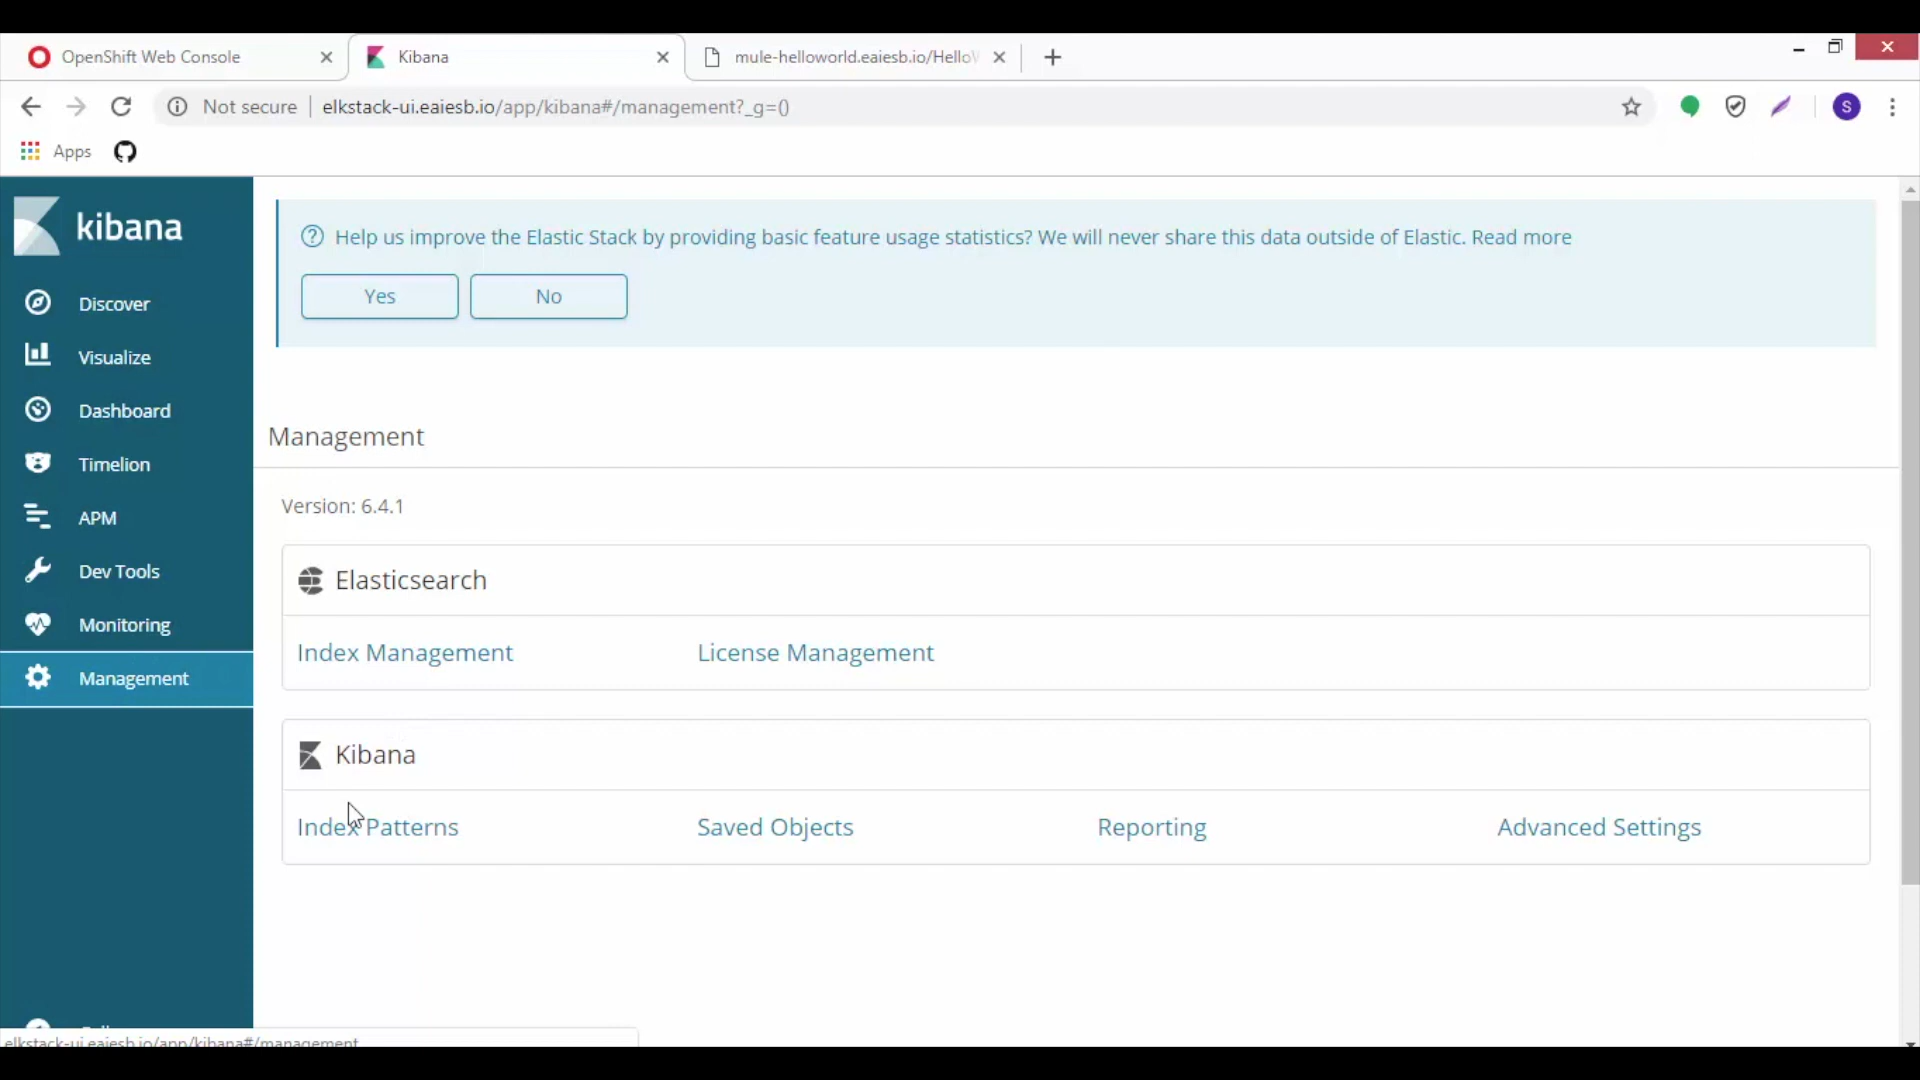 OpenShift Web Console
Kibana
mule-helloworld.eaiesb.io/Hello
Not secure
elkstack-ui.eaiesb.io/app/kibana#/management?_g=()
S
Apps
kibana
Discover
Visualize
Dashboard
Timelion
APM
Dev Tools
Monitoring
Management
Help us improve the Elastic Stack by providing basic feature usage statistics? We will never share this data outside of Elastic. Read more
Yes
No
Management
Version: 6.4.1
Elasticsearch
Index Management
License Management
Kibana
Index Patterns
Saved Objects
Reporting
Advanced Settings
elkstack-ui.eaiesb.io/app/kibana#/management